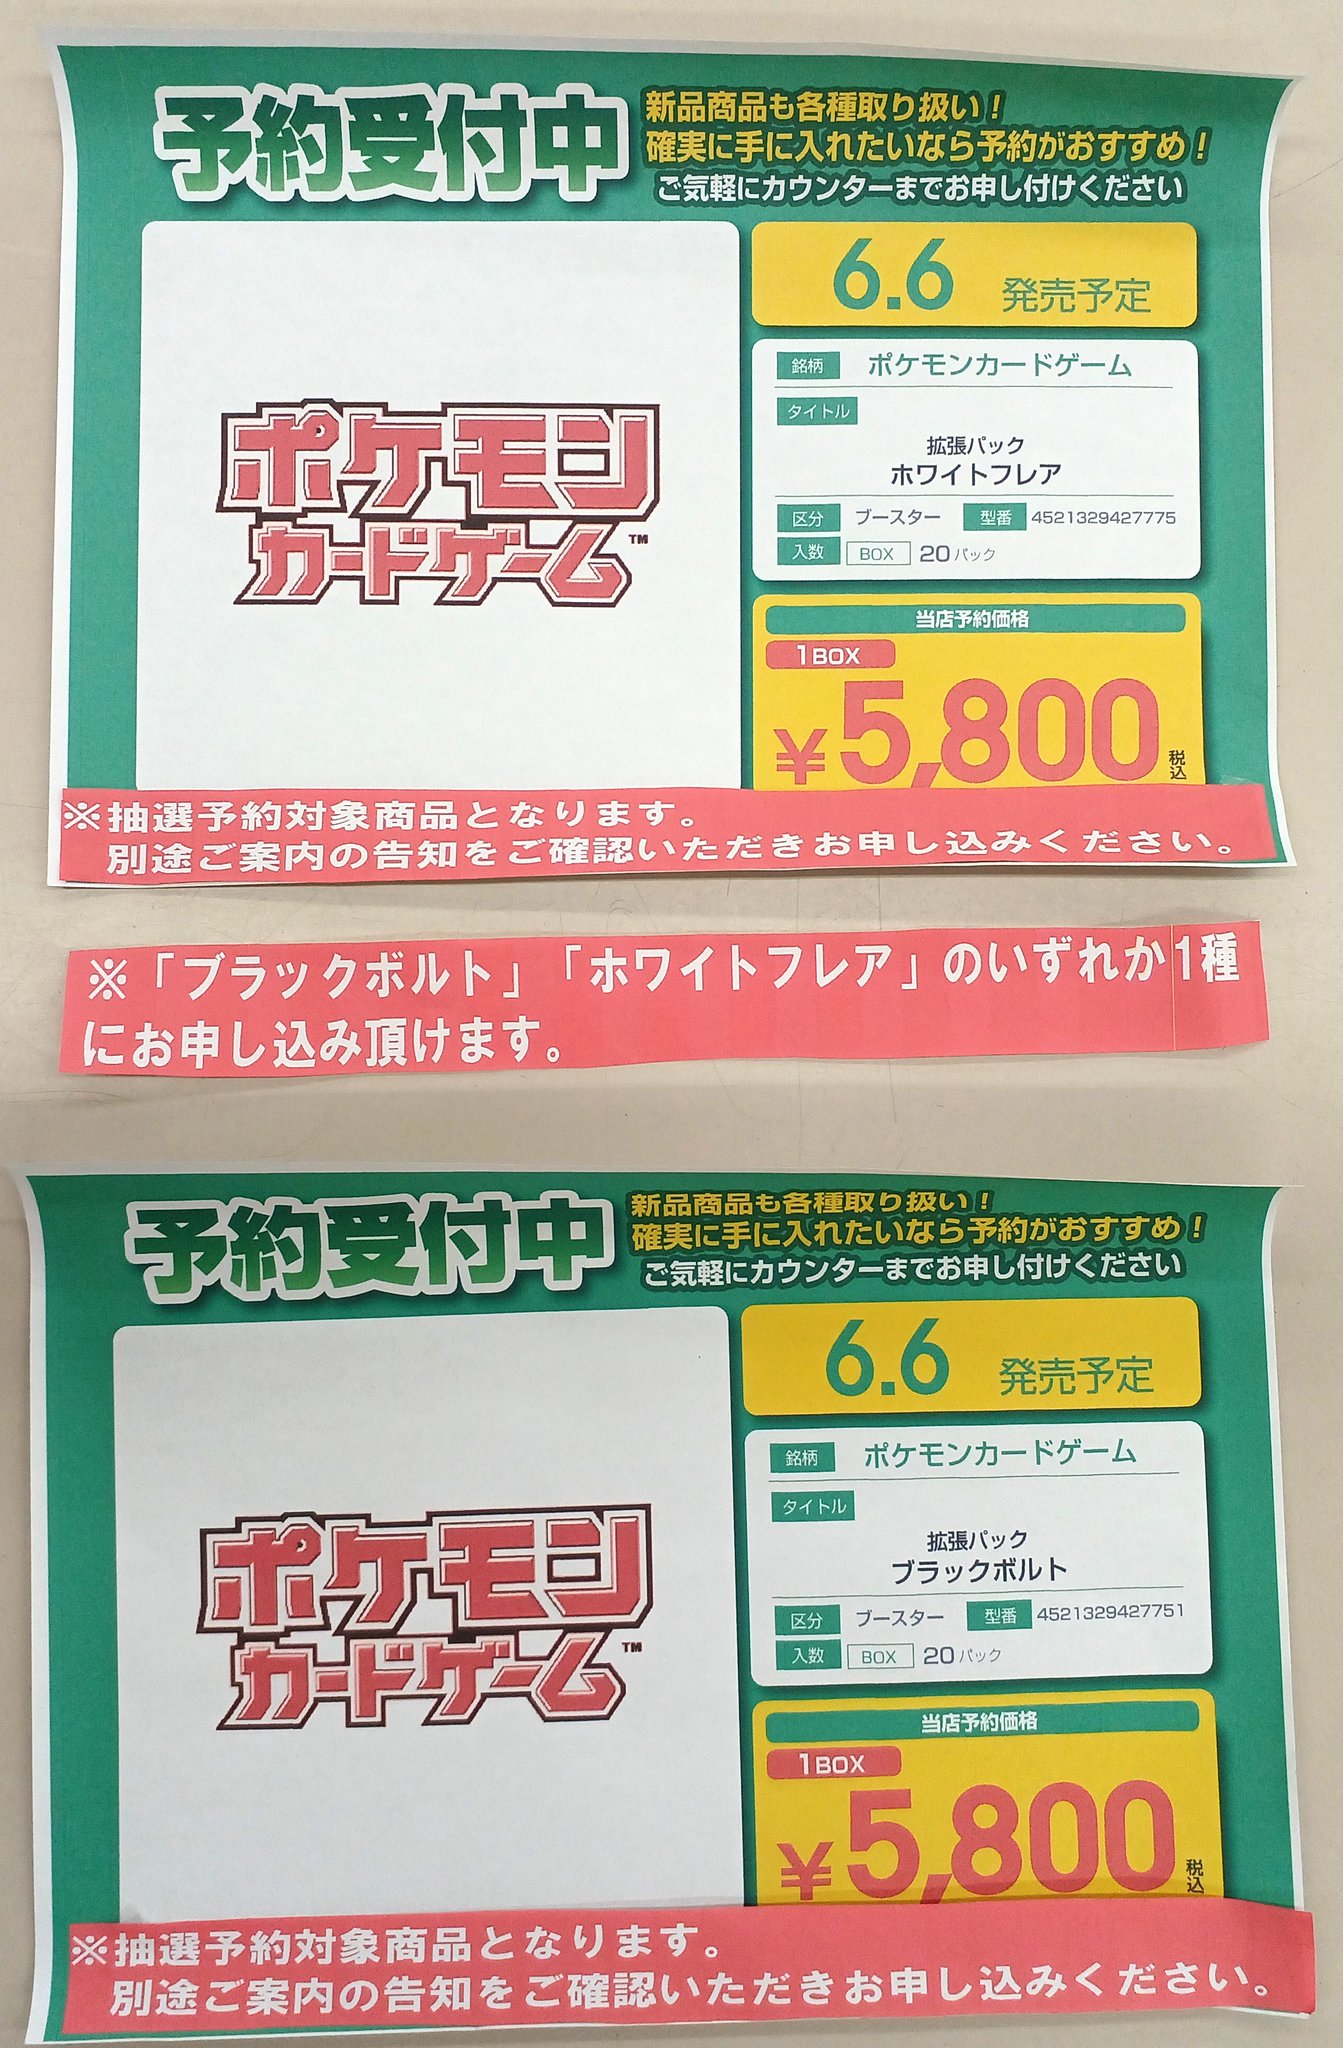 予約受付中
新品商品も各種取り扱い！
確実に手に入れたいなら予約がおすすめ！
ご気軽にカウンターまでお申し付けください
6.6 発売予定
ポケモン
カードゲーム™
銘柄 ポケモンカードゲーム
タイトル
拡張パック
ホワイトフレア
区分 ブースター 型番 4521329427775
入数 BOX 20パック
当店予約価格
1BOX
¥5,800税込
※抽選予約対象商品となります。
別途ご案内の告知をご確認いただきお申し込みください。
※「ブラックボルト」「ホワイトフレア」のいずれか1種
にお申し込み頂けます。
予約受付中
新品商品も各種取り扱い！
確実に手に入れたいなら予約がおすすめ！
ご気軽にカウンターまでお申し付けください
6.6 発売予定
ポケモン
カードゲーム™
銘柄 ポケモンカードゲーム
タイトル
拡張パック
ブラックボルト
区分 ブースター 型番 4521329427751
入数 BOX 20パック
当店予約価格
1BOX
¥5,800税込
※抽選予約対象商品となります。
別途ご案内の告知をご確認いただきお申し込みください。